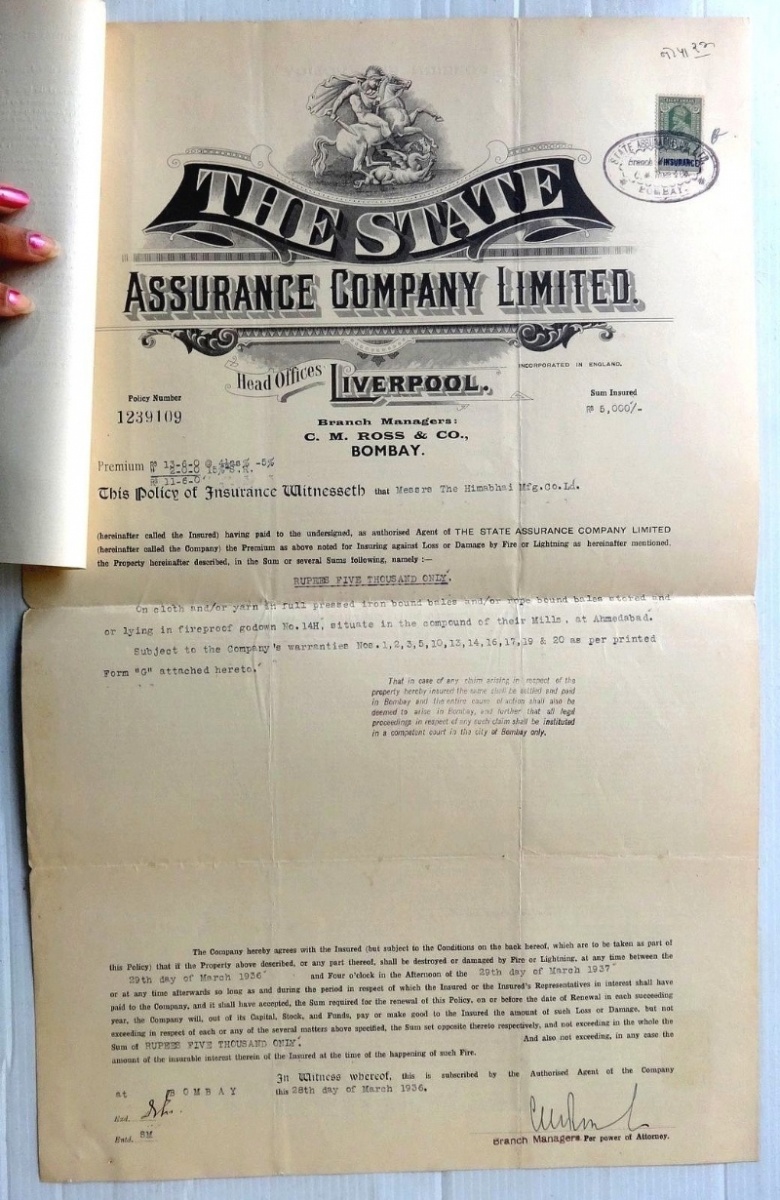 THE STATE
ASSURANCE COMPANY LIMITED.
INCORPORATED IN ENGLAND.
Head Offices LIVERPOOL.
Policy Number
1239109
Sum Insured
5,000/-
Branch Managers:
C. M. ROSS & CO.,
BOMBAY.
Premium 13-6-0 -5%
11-6-0
This Policy of Insurance Witnesseth that Messrs The Himabhai Mfg.Co.Ld.
(hereinafter called the Insured) having paid to the undersigned, as authorised Agent of THE STATE ASSURANCE COMPANY LIMITED
(hereinafter called the Company) the Premium as above noted for Insuring against Loss or Damage by Fire or Lightning as hereinafter mentioned,
the Property hereinafter described, in the Sum or several Sums following, namely :—
RUPEES FIVE THOUSAND ONLY.
On cloth and/or yarn in full pressed iron bound bales and/or rope bound bales stored and
or lying in fireproof godown No.14H, situate in the compound of their Mills, at Ahmedabad.
Subject to the Company's warranties Nos.1,2,3,5,10,13,14,16,17,19 & 20 as per printed
Form "G" attached hereto.
That in case of any claim arising in respect of the
property hereby insured the same shall be settled and paid
in Bombay and the entire cause of action shall also be
deemed to arise in Bombay, and further that all legal
proceedings in respect of any such claim shall be instituted
in a competent court in the city of Bombay only.
The Company hereby agrees with the Insured (but subject to the Conditions on the back hereof, which are to be taken as part of
this Policy) that if the Property above described, or any part thereof, shall be destroyed or damaged by Fire or Lightning, at any time between the
29th day of March 1936 and Four o'clock in the Afternoon of the 29th day of March 1937
or at any time afterwards so long as and during the period in respect of which the Insured or the Insured's Representatives in interest shall have
paid to the Company, and it shall have accepted, the Sum required for the renewal of this Policy, on or before the date of Renewal in each succeeding
year, the Company will, out of its Capital, Stock, and Funds, pay or make good to the Insured the amount of such Loss or Damage, but not
exceeding in respect of each or any of the several matters above specified, the Sum set opposite thereto respectively, and not exceeding in the whole the
Sum of RUPEES FIVE THOUSAND ONLY. And also not exceeding, in any case the
amount of the insurable interest therein of the Insured at the time of the happening of such Fire.
In Witness whereof, this is subscribed by the Authorised Agent of the Company
at BOMBAY this 28th day of March 1936.
Exd.
Entd. BM
Branch Managers Per power of Attorney.
INSURANCE
BOMBAY